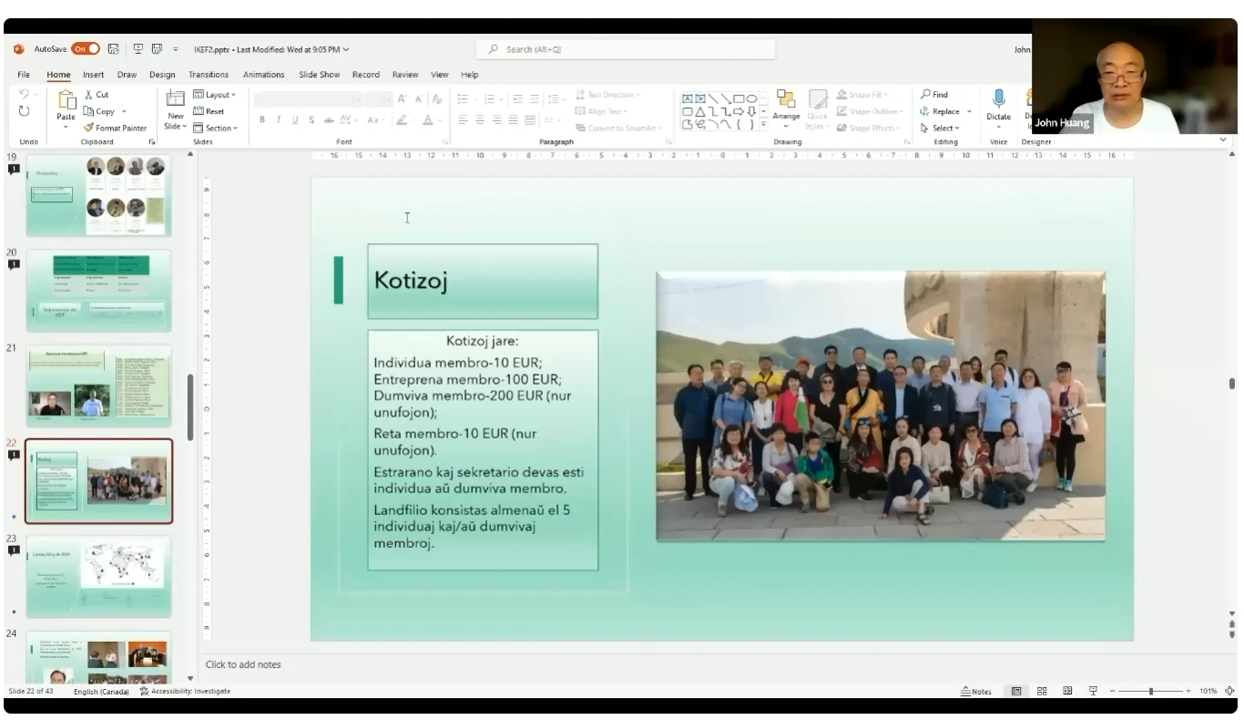 AutoSave On IKEF2.pptx • Last Modified: Wed at 9:05 PM Search (Alt+Q) John
File Home Insert Draw Design Transitions Animations Slide Show Record Review View Help
Paste
Cut
Copy
Format Painter
Clipboard
Undo
New Slide
Layout
Reset
Section
Slides
Font
Text Direction
Align Text
Convert to SmartArt
Paragraph
Arrange
Quick Styles
Shape Fill
Shape Outline
Shape Effects
Drawing
Find
Replace
Select
Editing
Dictate
Voice
Designer
John Huang
19
20
21
22
23
24
Kotizoj
Kotizoj jare:
Individua membro-10 EUR;
Entreprena membro-100 EUR;
Dumviva membro-200 EUR (nur
unufojon);
Reta membro-10 EUR (nur
unufojon).
Estrarano kaj sekretario devas esti
individua aŭ dumviva membro.
Landfilio konsistas almenaŭ el 5
individuaj kaj/aŭ dumvivaj
membroj.
Click to add notes
Slide 22 of 43 English (Canada) Accessibility: Investigate Notes 101%